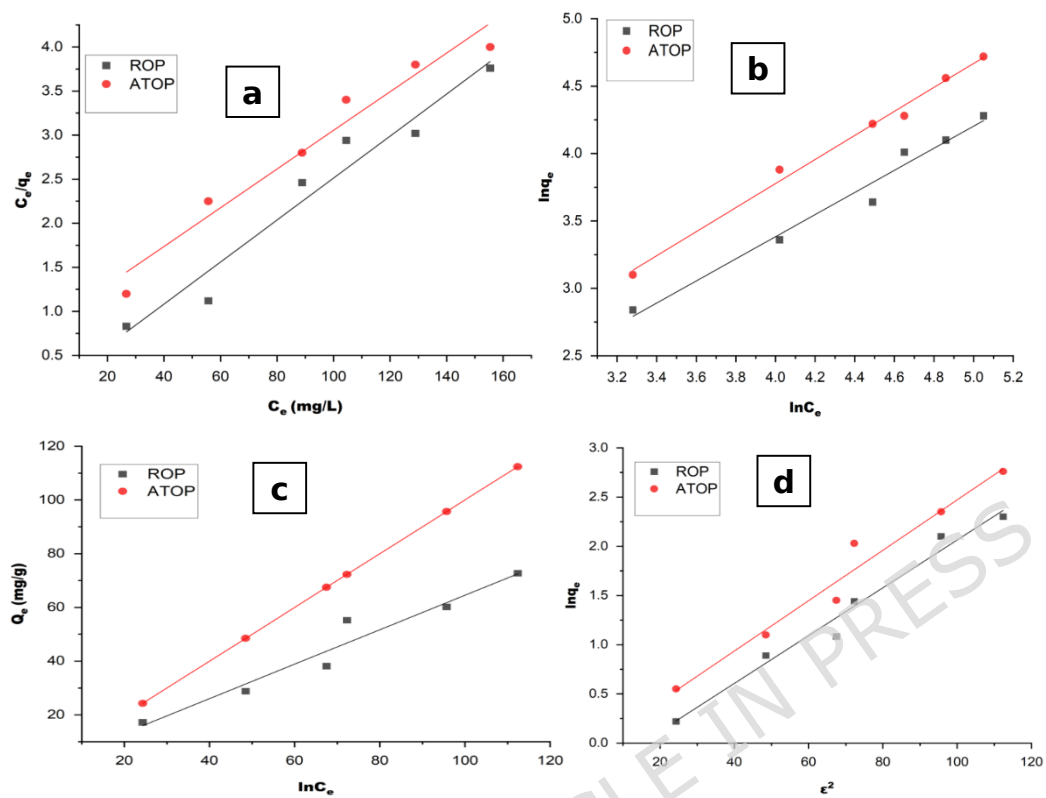 4.0
3.5
3.0
2.5
2.0
1.5
1.0
0.5
Cₑ/qₑ
ROP
ATOP
a
20 40 60 80 100 120 140 160
Cₑ (mg/L)
5.0
4.5
4.0
3.5
3.0
2.5
lnqₑ
ROP
ATOP
b
3.2 3.4 3.6 3.8 4.0 4.2 4.4 4.6 4.8 5.0 5.2
lnCₑ
120
100
80
60
40
20
Qₑ (mg/g)
ROP
ATOP
c
20 40 60 80 100 120
lnCₑ
3.0
2.5
2.0
1.5
1.0
0.5
0.0
lnqₑ
ROP
ATOP
d
20 40 60 80 100 120
ε²
LE IN PRESS